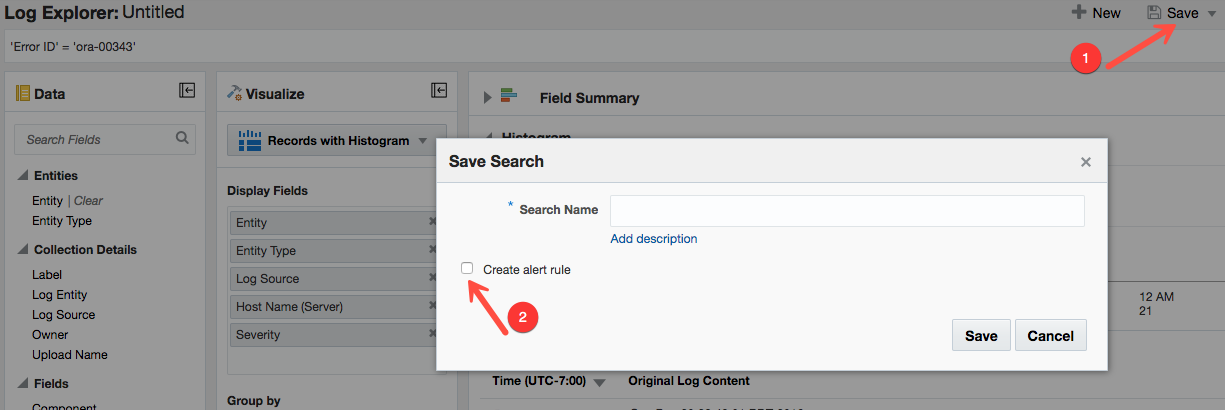 Log Explorer: Untitled
New
Save
1
'Error ID' = 'ora-00343'
Data
Search Fields
Entities
Entity | Clear
Entity Type
Collection Details
Label
Log Entity
Log Source
Owner
Upload Name
Fields
Component
Visualize
Records with Histogram
Display Fields
Entity
Entity Type
Log Source
Host Name (Server)
Severity
Group by
Field Summary
Histogram
Save Search
* Search Name
Add description
Create alert rule
2
Save
Cancel
12 AM
21
Time (UTC-7:00)
Original Log Content